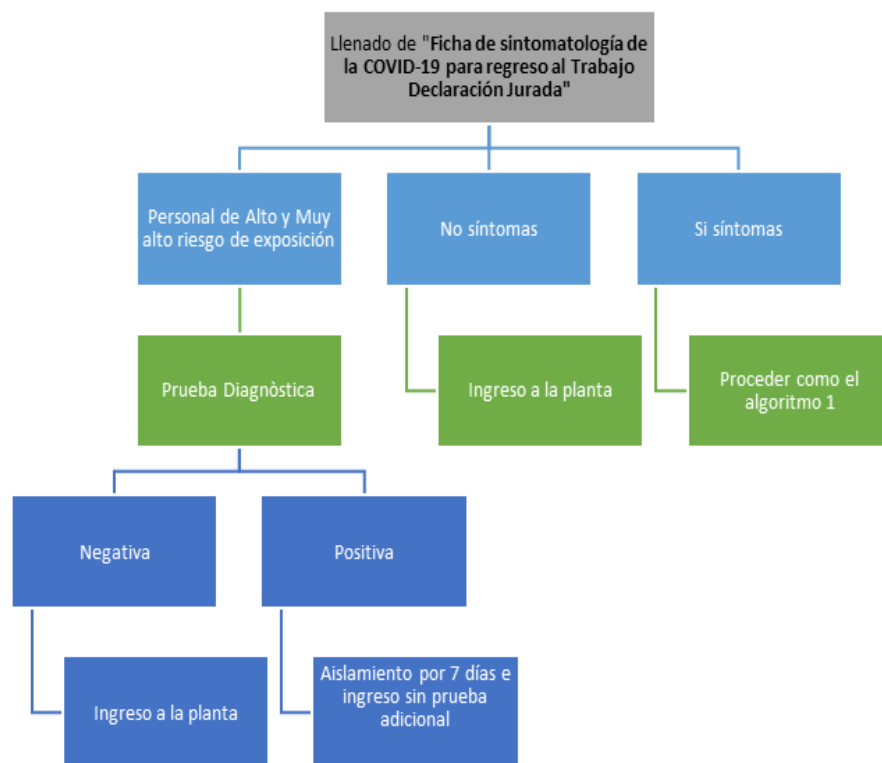 Llenado de "Ficha de sintomatología de
la COVID-19 para regreso al Trabajo
Declaración Jurada"
Personal de Alto y Muy
alto riesgo de exposición
No síntomas
Si síntomas
Prueba Diagnòstica
Ingreso a la planta
Proceder como el
algoritmo 1
Negativa
Positiva
Ingreso a la planta
Aislamiento por 7 días e
ingreso sin prueba
adicional